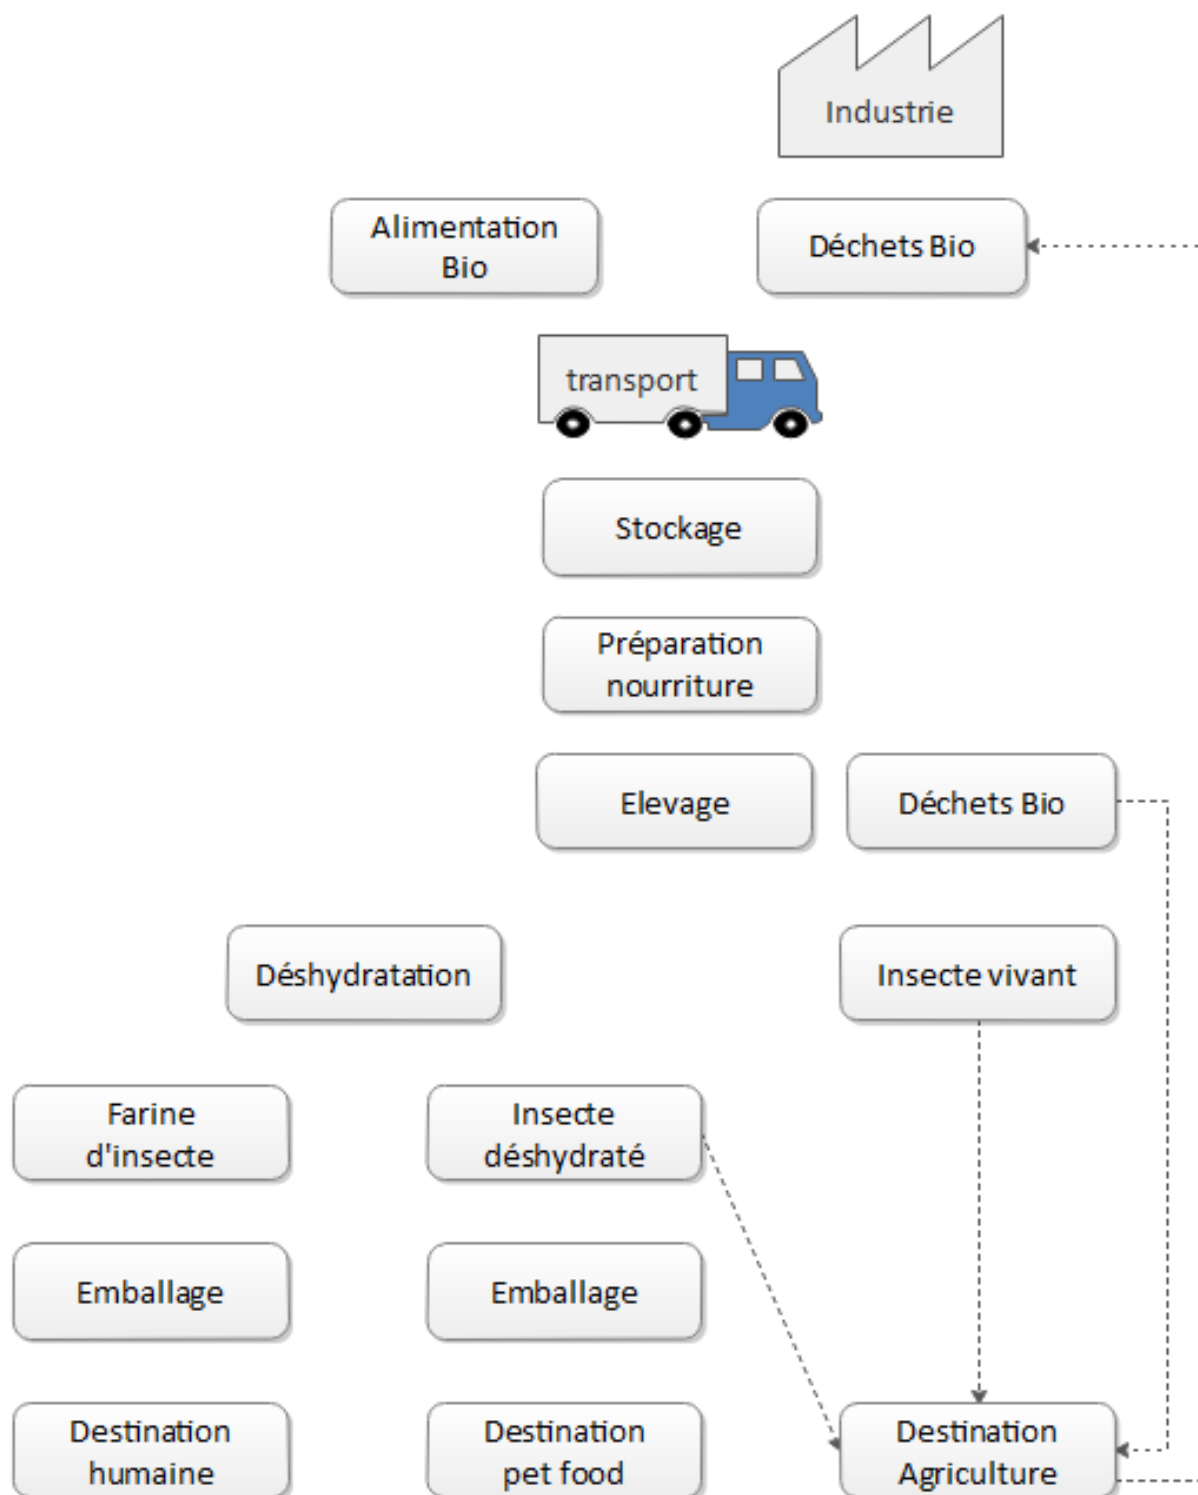 Industrie
Alimentation
Bio
Déchets Bio
transport
Stockage
Préparation
nourriture
Elevage
Déchets Bio
Déshydratation
Insecte vivant
Farine
d'insecte
Insecte
déshydraté
Emballage
Emballage
Destination
humaine
Destination
pet food
Destination
Agriculture